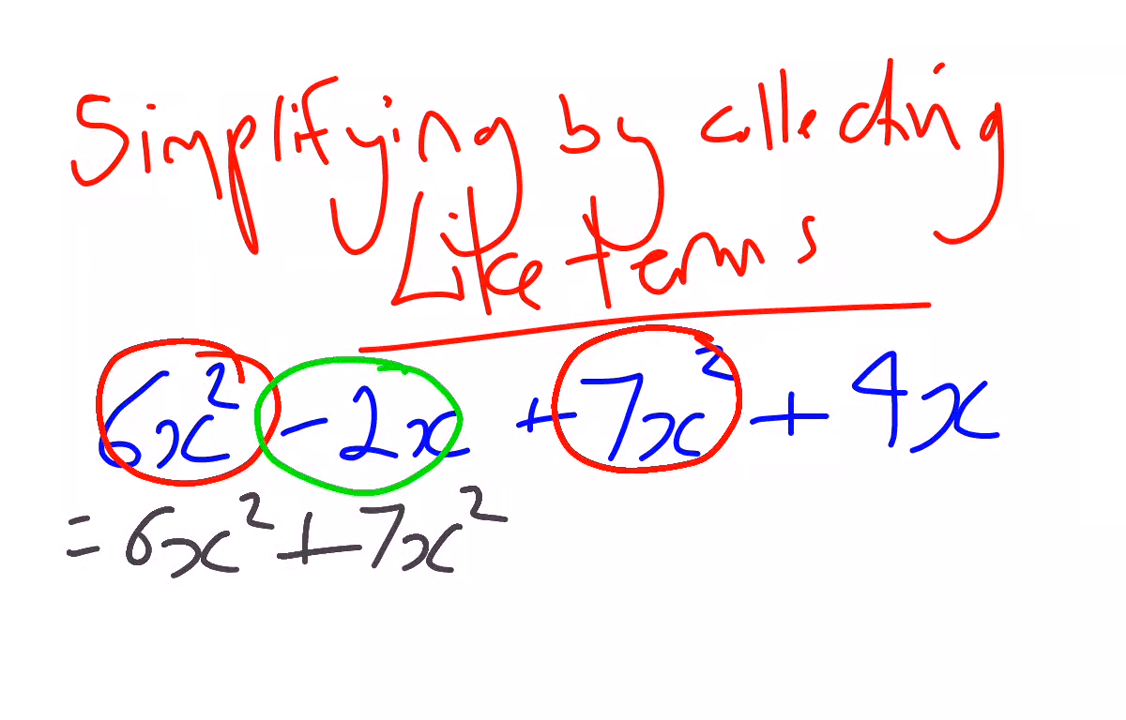 Simplifying by collecting
Like terms
6x² - 2x + 7x² + 4x
= 6x² + 7x²